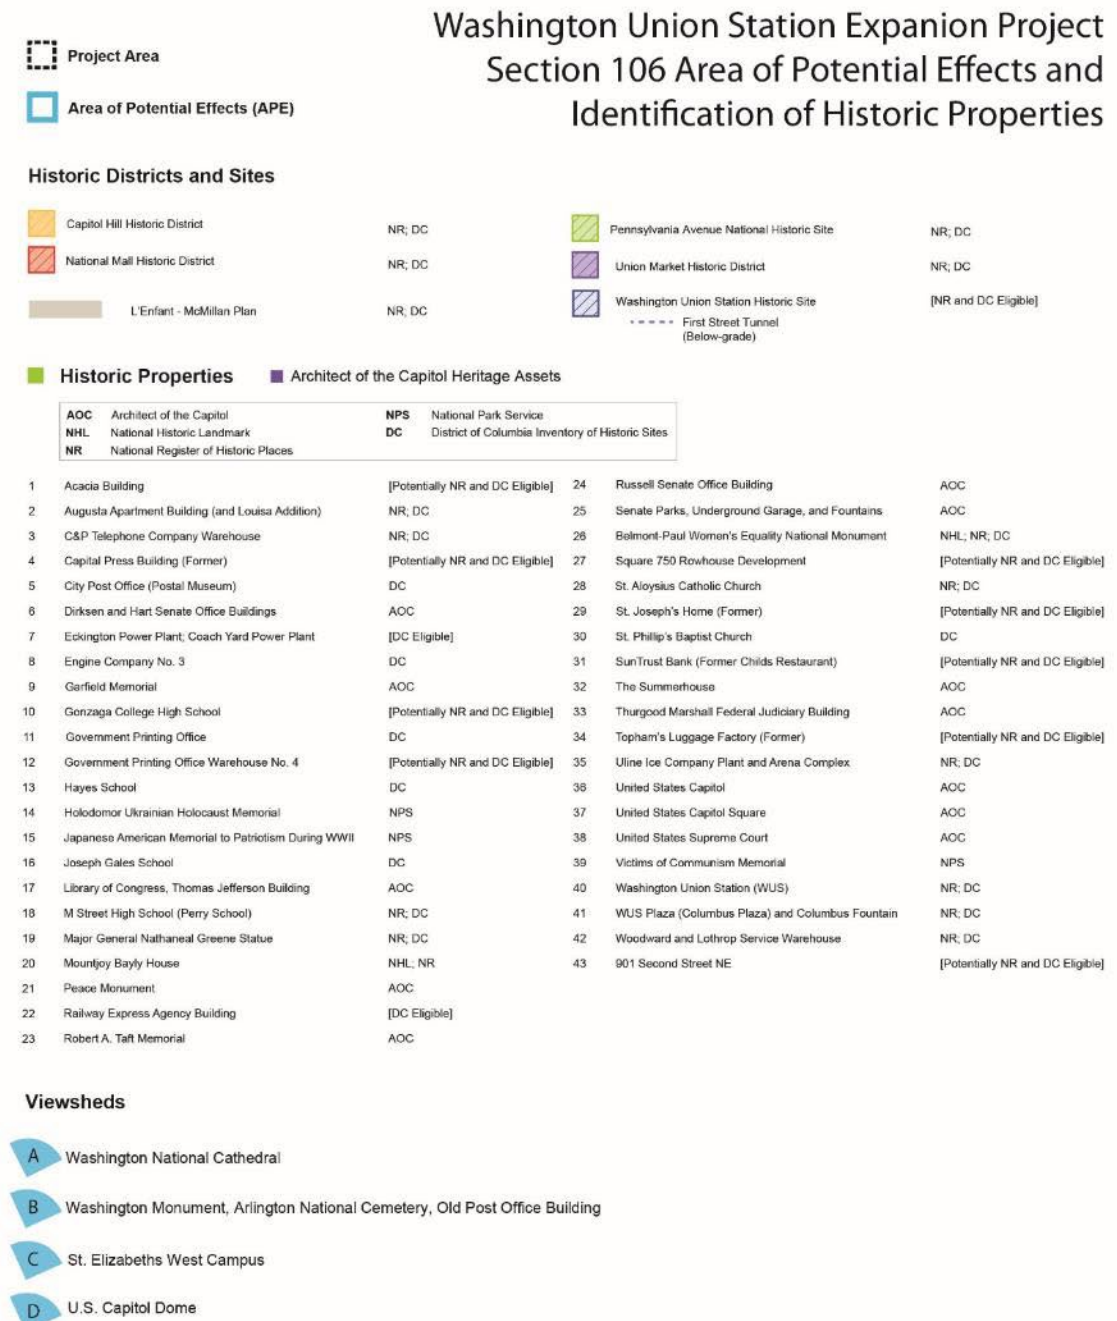 Washington Union Station Expanion Project
Section 106 Area of Potential Effects and
Identification of Historic Properties
Project Area
Area of Potential Effects (APE)
Historic Districts and Sites
Capitol Hill Historic District NR; DC
National Mall Historic District NR; DC
L'Enfant - McMillan Plan NR; DC
Pennsylvania Avenue National Historic Site NR; DC
Union Market Historic District NR; DC
Washington Union Station Historic Site [NR and DC Eligible]
First Street Tunnel
(Below-grade)
Historic Properties Architect of the Capitol Heritage Assets
AOC Architect of the Capitol NPS National Park Service
NHL National Historic Landmark DC District of Columbia Inventory of Historic Sites
NR National Register of Historic Places
1 Acacia Building [Potentially NR and DC Eligible]
2 Augusta Apartment Building (and Louisa Addition) NR; DC
3 C&P Telephone Company Warehouse NR; DC
4 Capital Press Building (Former) [Potentially NR and DC Eligible]
5 City Post Office (Postal Museum) DC
6 Dirksen and Hart Senate Office Buildings AOC
7 Eckington Power Plant; Coach Yard Power Plant [DC Eligible]
8 Engine Company No. 3 DC
9 Garfield Memorial AOC
10 Gonzaga College High School [Potentially NR and DC Eligible]
11 Government Printing Office DC
12 Government Printing Office Warehouse No. 4 [Potentially NR and DC Eligible]
13 Hayes School DC
14 Holodomor Ukrainian Holocaust Memorial NPS
15 Japanese American Memorial to Patriotism During WWII NPS
16 Joseph Gales School DC
17 Library of Congress, Thomas Jefferson Building AOC
18 M Street High School (Perry School) NR; DC
19 Major General Nathaneal Greene Statue NR; DC
20 Mountjoy Bayly House NHL; NR
21 Peace Monument AOC
22 Railway Express Agency Building [DC Eligible]
23 Robert A. Taft Memorial AOC
24 Russell Senate Office Building AOC
25 Senate Parks, Underground Garage, and Fountains AOC
26 Belmont-Paul Women's Equality National Monument NHL; NR; DC
27 Square 750 Rowhouse Development [Potentially NR and DC Eligible]
28 St. Aloysius Catholic Church NR; DC
29 St. Joseph's Home (Former) [Potentially NR and DC Eligible]
30 St. Phillip's Baptist Church DC
31 SunTrust Bank (Former Childs Restaurant) [Potentially NR and DC Eligible]
32 The Summerhouse AOC
33 Thurgood Marshall Federal Judiciary Building AOC
34 Topham's Luggage Factory (Former) [Potentially NR and DC Eligible]
35 Uline Ice Company Plant and Arena Complex NR; DC
36 United States Capitol AOC
37 United States Capitol Square AOC
38 United States Supreme Court AOC
39 Victims of Communism Memorial NPS
40 Washington Union Station (WUS) NR; DC
41 WUS Plaza (Columbus Plaza) and Columbus Fountain NR; DC
42 Woodward and Lothrop Service Warehouse NR; DC
43 901 Second Street NE [Potentially NR and DC Eligible]
Viewsheds
A Washington National Cathedral
B Washington Monument, Arlington National Cemetery, Old Post Office Building
C St. Elizabeths West Campus
D U.S. Capitol Dome